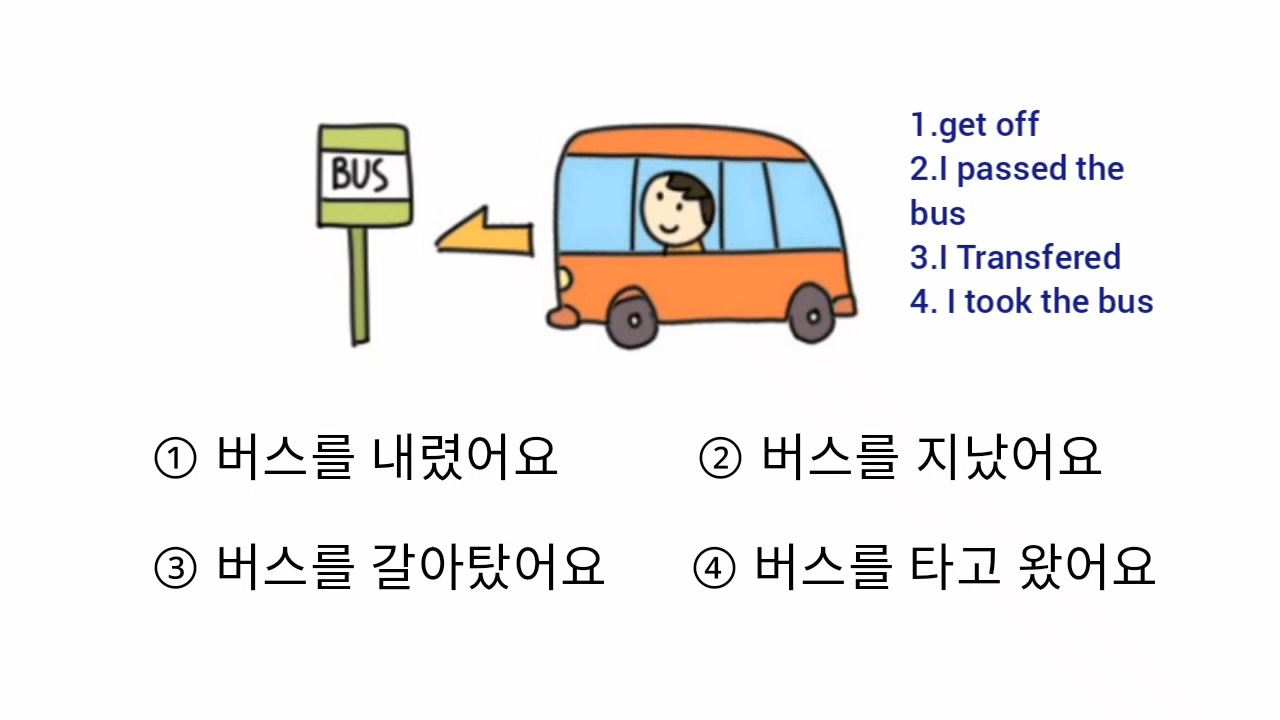 BUS
1.get off
2.I passed the
bus
3.I Transfered
4. I took the bus
① 버스를 내렸어요
② 버스를 지났어요
③ 버스를 갈아탔어요
④ 버스를 타고 왔어요